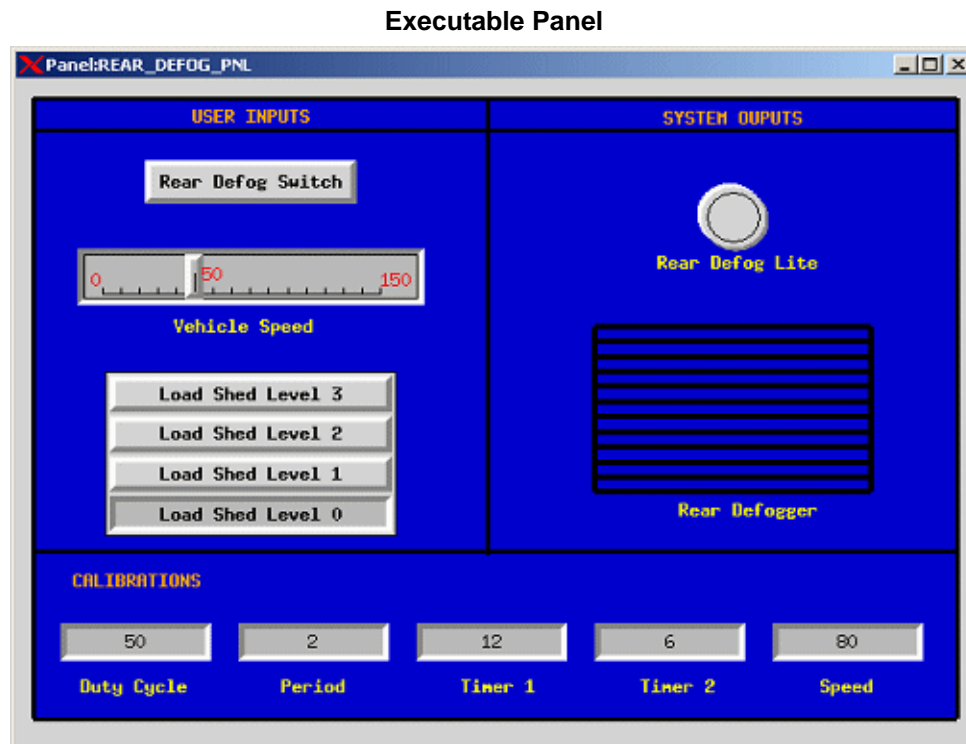 Executable Panel
Panel:REAR_DEFOG_PNL
USER INPUTS
Rear Defog Switch
0 50 150
Vehicle Speed
Load Shed Level 3
Load Shed Level 2
Load Shed Level 1
Load Shed Level 0
SYSTEM OUPUTS
Rear Defog Lite
Rear Defogger
CALIBRATIONS
50 2 12 6 80
Duty Cycle Period Timer 1 Timer 2 Speed